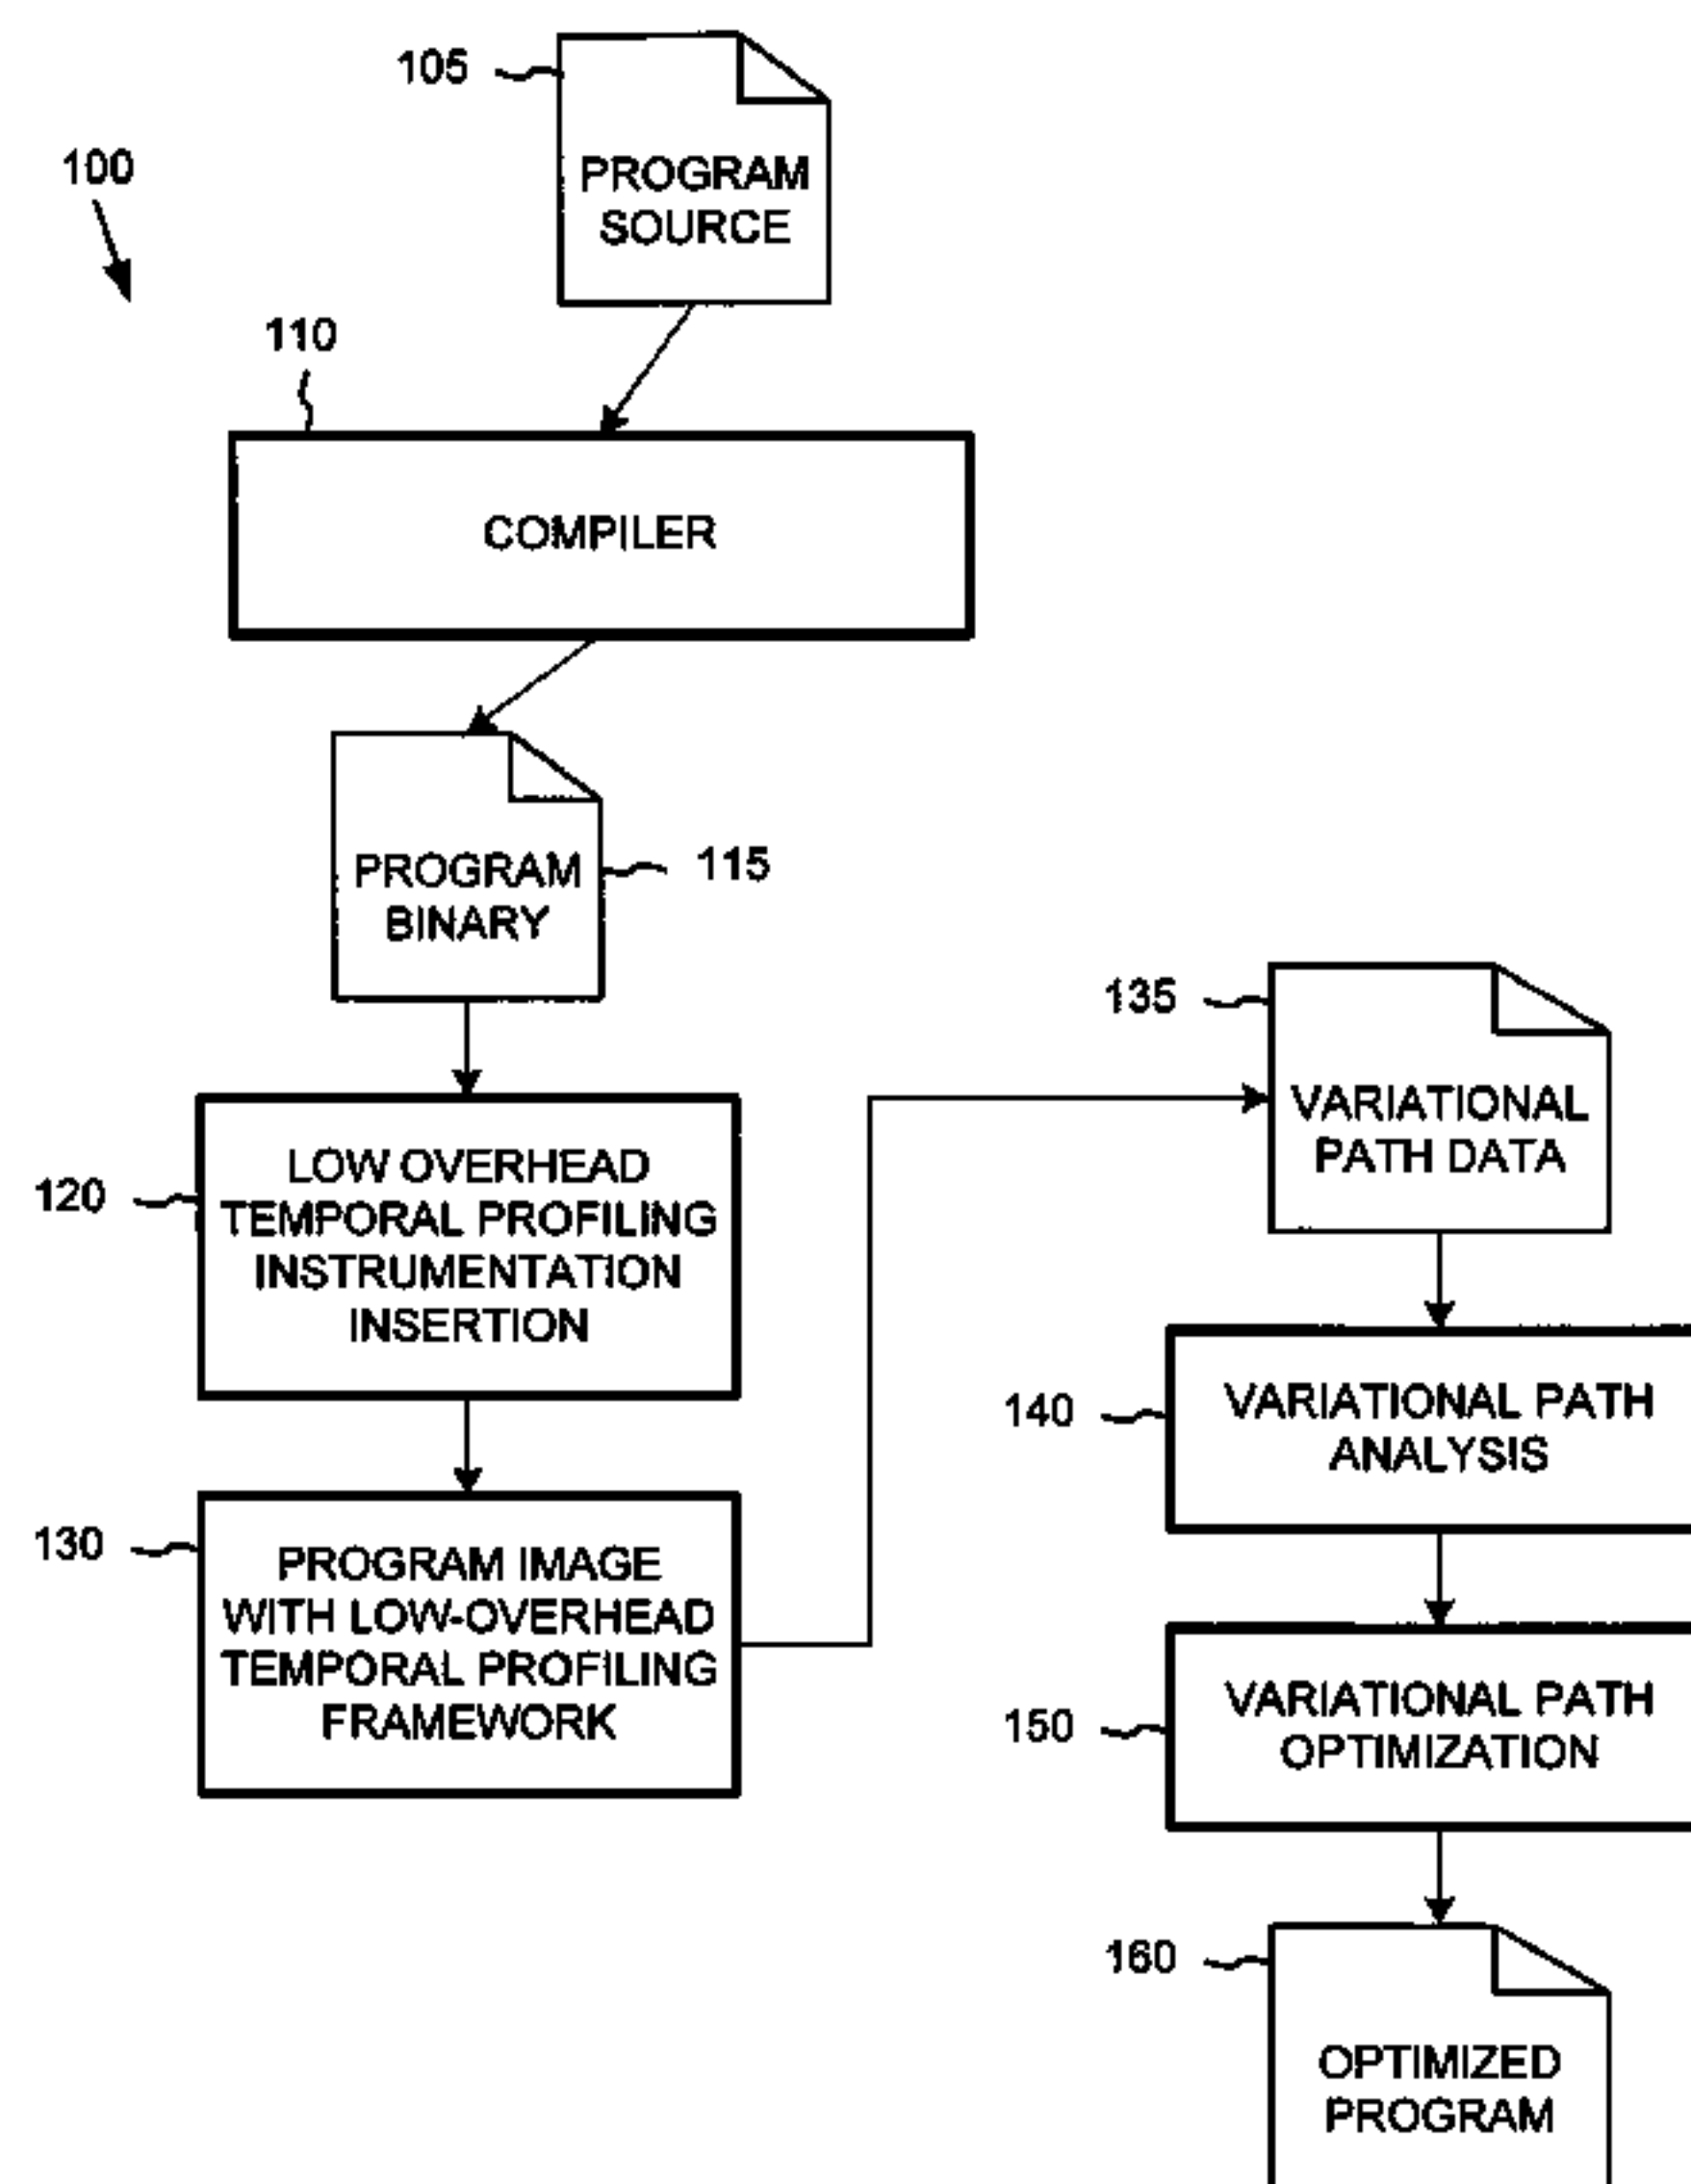 105
PROGRAM
SOURCE
100
110
COMPILER
PROGRAM
BINARY
115
120
LOW OVERHEAD
TEMPORAL PROFILING
INSTRUMENTATION
INSERTION
130
PROGRAM IMAGE
WITH LOW-OVERHEAD
TEMPORAL PROFILING
FRAMEWORK
135
VARIATIONAL
PATH DATA
140
VARIATIONAL PATH
ANALYSIS
150
VARIATIONAL PATH
OPTIMIZATION
160
OPTIMIZED
PROGRAM